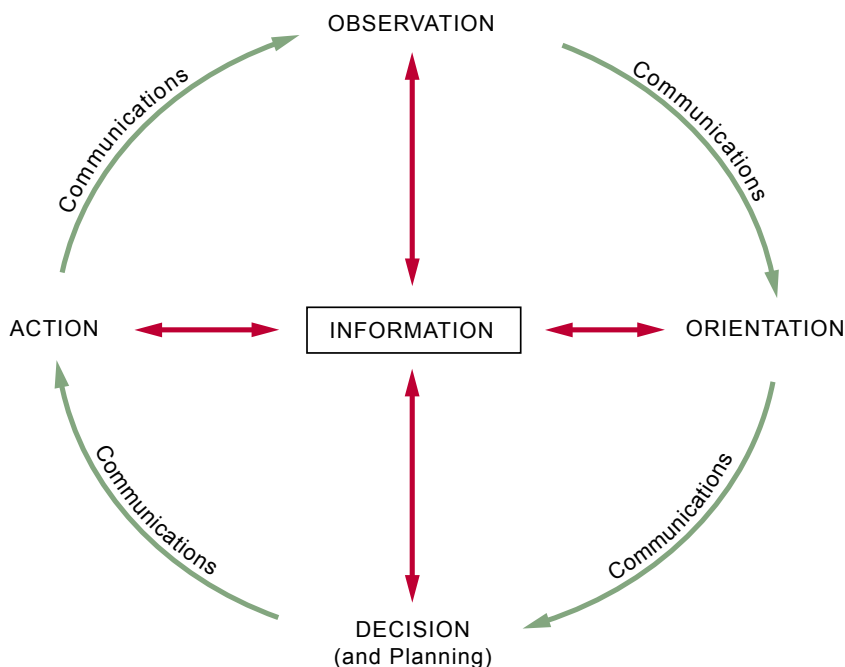 OBSERVATION
Communications
Communications
ACTION
INFORMATION
ORIENTATION
Communications
Communications
DECISION
(and Planning)